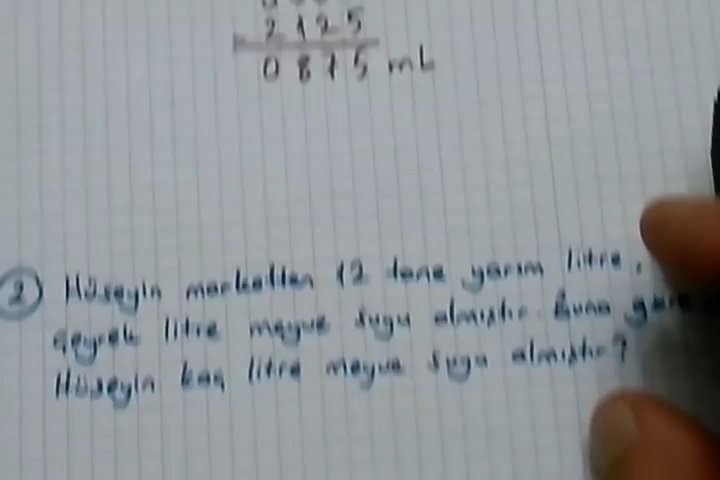 2125
0875 mL
2 Hüseyin marketten 12 tane yarım litre,
çeyrek litre meyve suyu almıştır. Buna göre
Hüseyin kaç litre meyve suyu almıştır?